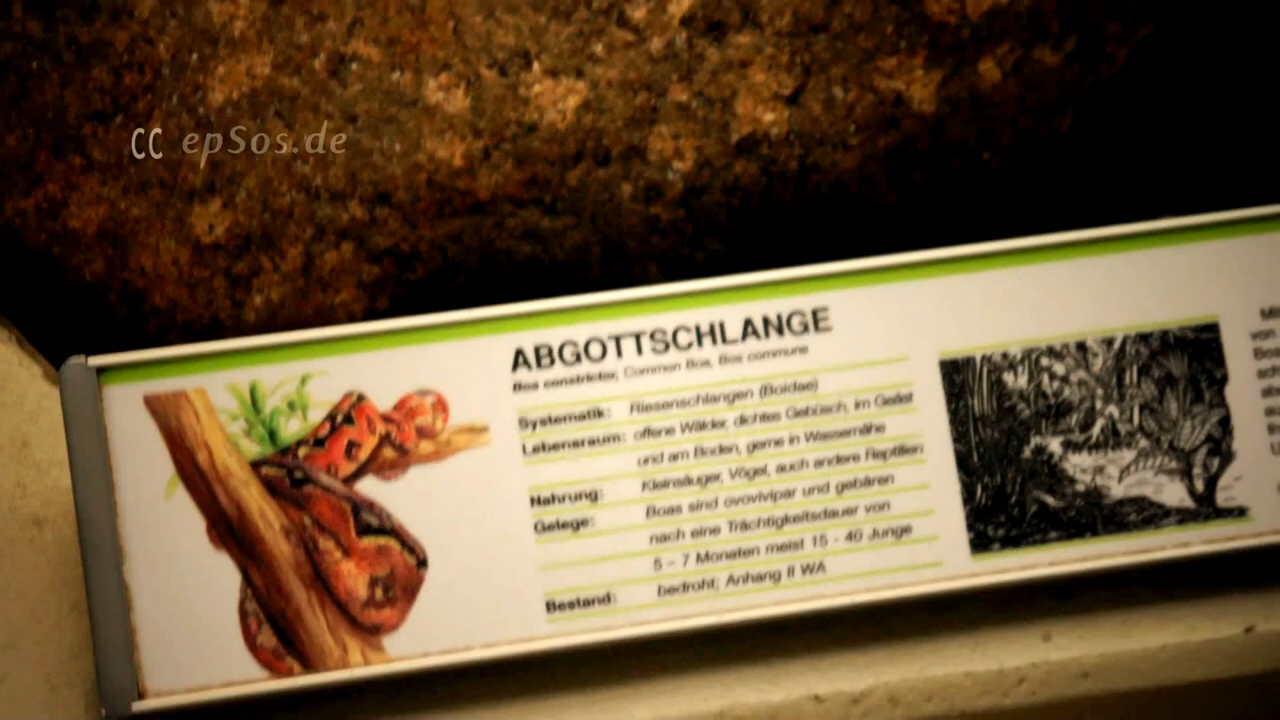 CC epSos.de
ABGOTTSCHLANGE
Boa constrictor, Common Boa, Boa commune
Systematik: Riesenschlangen (Boidae)
Lebensraum: offene Wälder, dichtes Gebüsch, im Geäst
und am Boden, gerne in Wassernähe
Nahrung: Kleinsäuger, Vögel, auch andere Reptilien
Gelege: Boas sind ovovivipar und gebären
nach eine Trächtigkeitsdauer von
5 – 7 Monaten meist 15 - 40 Junge
Bestand: bedroht; Anhang II WA
von